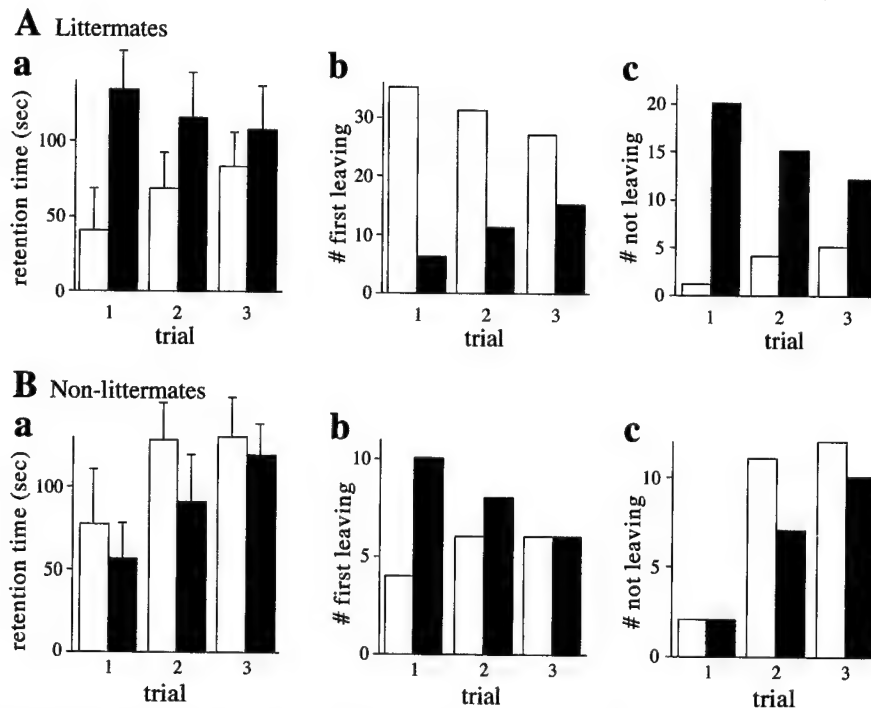 A Littermates
a
retention time (sec)
100
50
0
1 2 3
trial
b
# first leaving
30
20
10
0
1 2 3
trial
c
# not leaving
20
15
10
5
0
1 2 3
trial
B Non-littermates
a
retention time (sec)
100
50
0
1 2 3
trial
b
# first leaving
10
5
0
1 2 3
trial
c
# not leaving
10
5
0
1 2 3
trial